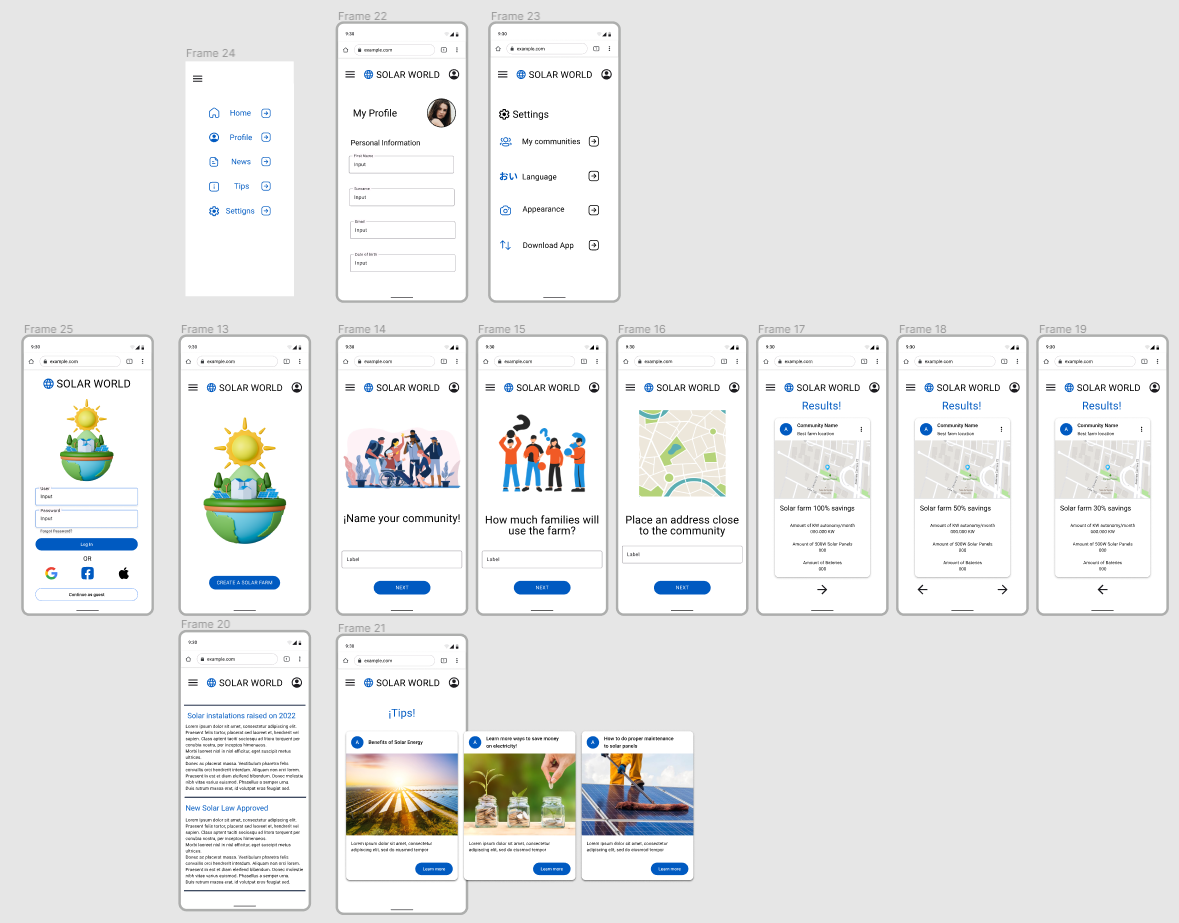 Frame 22
9:30
example.com
SOLAR WORLD
My Profile
Personal Information
First Name
Input
Surname
Input
Email
Input
Date of Birth
Input
Frame 23
9:30
example.com
SOLAR WORLD
Settings
My communities
おい Language
Appearance
Download App
Frame 24
Home
Profile
News
Tips
Settigns
Frame 25
9:30
example.com
SOLAR WORLD
User
Input
Password
Input
Forgot Password?
Log In
OR
Continue as guest
Frame 13
9:30
example.com
SOLAR WORLD
CREATE A SOLAR FARM
Frame 14
9:30
example.com
SOLAR WORLD
¡Name your community!
Label
NEXT
Frame 15
9:30
example.com
SOLAR WORLD
How much families will
use the farm?
Label
NEXT
Frame 16
9:30
example.com
SOLAR WORLD
Place an address close
to the community
Label
NEXT
Frame 17
9:30
example.com
SOLAR WORLD
Results!
A
Community Name
Best farm location
Solar farm 100% savings
Amount of KW autonomy/month
000.000 KW
Amount of 500W Solar Panels
000
Amount of Bateries
000
Frame 18
9:30
example.com
SOLAR WORLD
Results!
A
Community Name
Best farm location
Solar farm 50% savings
Amount of KW autonomy/month
000.000 KW
Amount of 500W Solar Panels
000
Amount of Bateries
000
Frame 19
9:30
example.com
SOLAR WORLD
Results!
A
Community Name
Best farm location
Solar farm 30% savings
Amount of KW autonomy/month
000.000 KW
Amount of 500W Solar Panels
000
Amount of Bateries
000
Frame 20
9:30
example.com
SOLAR WORLD
Solar instalations raised on 2022
Lorem ipsum dolor sit amet, consectetur adipiscing elit.
Praesent felis tortor, placerat sed laoreet et, hendrerit vel
sapien. Class aptent taciti sociosqu ad litora torquent per
conubia nostra, per inceptos himenaeos.
Morbi laoreet nisl in nisl efficitur, eget suscipit metus
ultrices.
Donec ac placerat massa. Vestibulum pharetra felis
convallis orci hendrerit interdum. Aliquam non orci lorem.
Praesent in est et diam eleifend bibendum. Donec molestie
nibh vitae varius euismod. Phasellus a semper urna.
Duis rutrum massa erat, id volutpat eros feugiat sed.
New Solar Law Approved
Lorem ipsum dolor sit amet, consectetur adipiscing elit.
Praesent felis tortor, placerat sed laoreet et, hendrerit vel
sapien. Class aptent taciti sociosqu ad litora torquent per
conubia nostra, per inceptos himenaeos.
Morbi laoreet nisl in nisl efficitur, eget suscipit metus
ultrices.
Donec ac placerat massa. Vestibulum pharetra felis
convallis orci hendrerit interdum. Aliquam non orci lorem.
Praesent in est et diam eleifend bibendum. Donec molestie
nibh vitae varius euismod. Phasellus a semper urna.
Duis rutrum massa erat, id volutpat eros feugiat sed.
Frame 21
9:30
example.com
SOLAR WORLD
¡Tips!
A
Benefits of Solar Energy
Lorem ipsum dolor sit amet, consectetur
adipiscing elit, sed do eiusmod tempor
Learn more
A
Learn more ways to save money
on electricity!
Lorem ipsum dolor sit amet, consectetur
adipiscing elit, sed do eiusmod tempor
Learn more
A
How to do proper maintenance
to solar panels
Lorem ipsum dolor sit amet, consectetur
adipiscing elit, sed do eiusmod tempor
Learn more